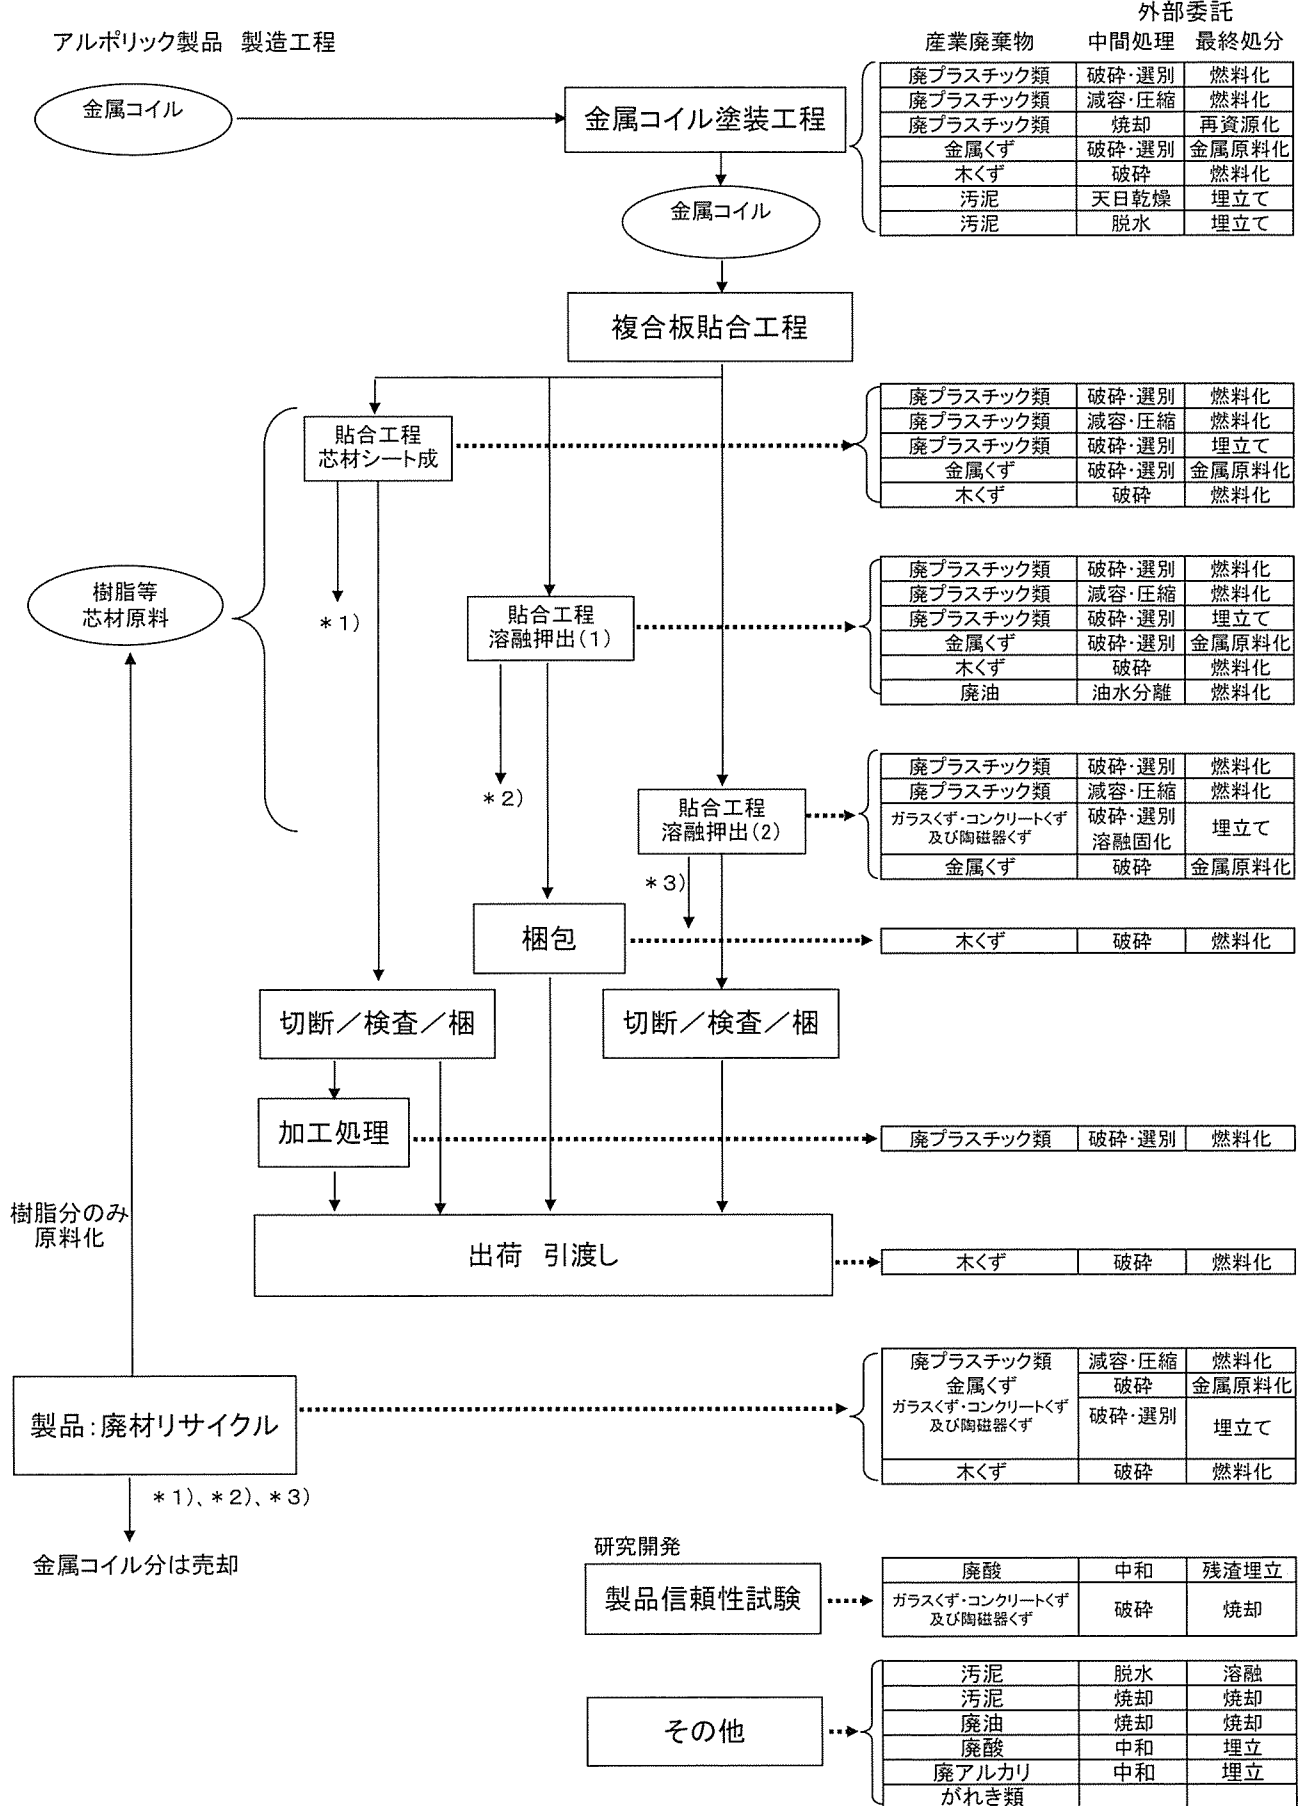 外部委託
アルポリック製品　製造工程
産業廃棄物 中間処理 最終処分
金属コイル
金属コイル塗装工程
廃プラスチック類 破砕・選別 燃料化
廃プラスチック類 減容・圧縮 燃料化
廃プラスチック類 焼却 再資源化
金属くず 破砕・選別 金属原料化
木くず 破砕 燃料化
汚泥 天日乾燥 埋立て
汚泥 脱水 埋立て
金属コイル
複合板貼合工程
貼合工程
芯材シート成
廃プラスチック類 破砕・選別 燃料化
廃プラスチック類 減容・圧縮 燃料化
廃プラスチック類 破砕・選別 埋立て
金属くず 破砕・選別 金属原料化
木くず 破砕 燃料化
＊1）
樹脂等
芯材原料
貼合工程
溶融押出（1）
廃プラスチック類 破砕・選別 燃料化
廃プラスチック類 減容・圧縮 燃料化
廃プラスチック類 破砕・選別 埋立て
金属くず 破砕・選別 金属原料化
木くず 破砕 燃料化
廃油 油水分離 燃料化
＊2）
貼合工程
溶融押出（2）
廃プラスチック類 破砕・選別 燃料化
廃プラスチック類 減容・圧縮 燃料化
ガラスくず・コンクリートくず
及び陶磁器くず
破砕・選別
溶融固化
埋立て
金属くず 破砕 金属原料化
＊3）
梱包
木くず 破砕 燃料化
切断／検査／梱
切断／検査／梱
加工処理
廃プラスチック類 破砕・選別 燃料化
樹脂分のみ
原料化
出荷　引渡し
木くず 破砕 燃料化
製品：廃材リサイクル
廃プラスチック類 減容・圧縮 燃料化
金属くず 破砕 金属原料化
ガラスくず・コンクリートくず
及び陶磁器くず
破砕・選別
埋立て
木くず 破砕 燃料化
＊1）、＊2）、＊3）
金属コイル分は売却
研究開発
製品信頼性試験
廃酸 中和 残渣埋立
ガラスくず・コンクリートくず
及び陶磁器くず
破砕 焼却
その他
汚泥 脱水 溶融
汚泥 焼却 焼却
廃油 焼却 焼却
廃酸 中和 埋立
廃アルカリ 中和 埋立
がれき類